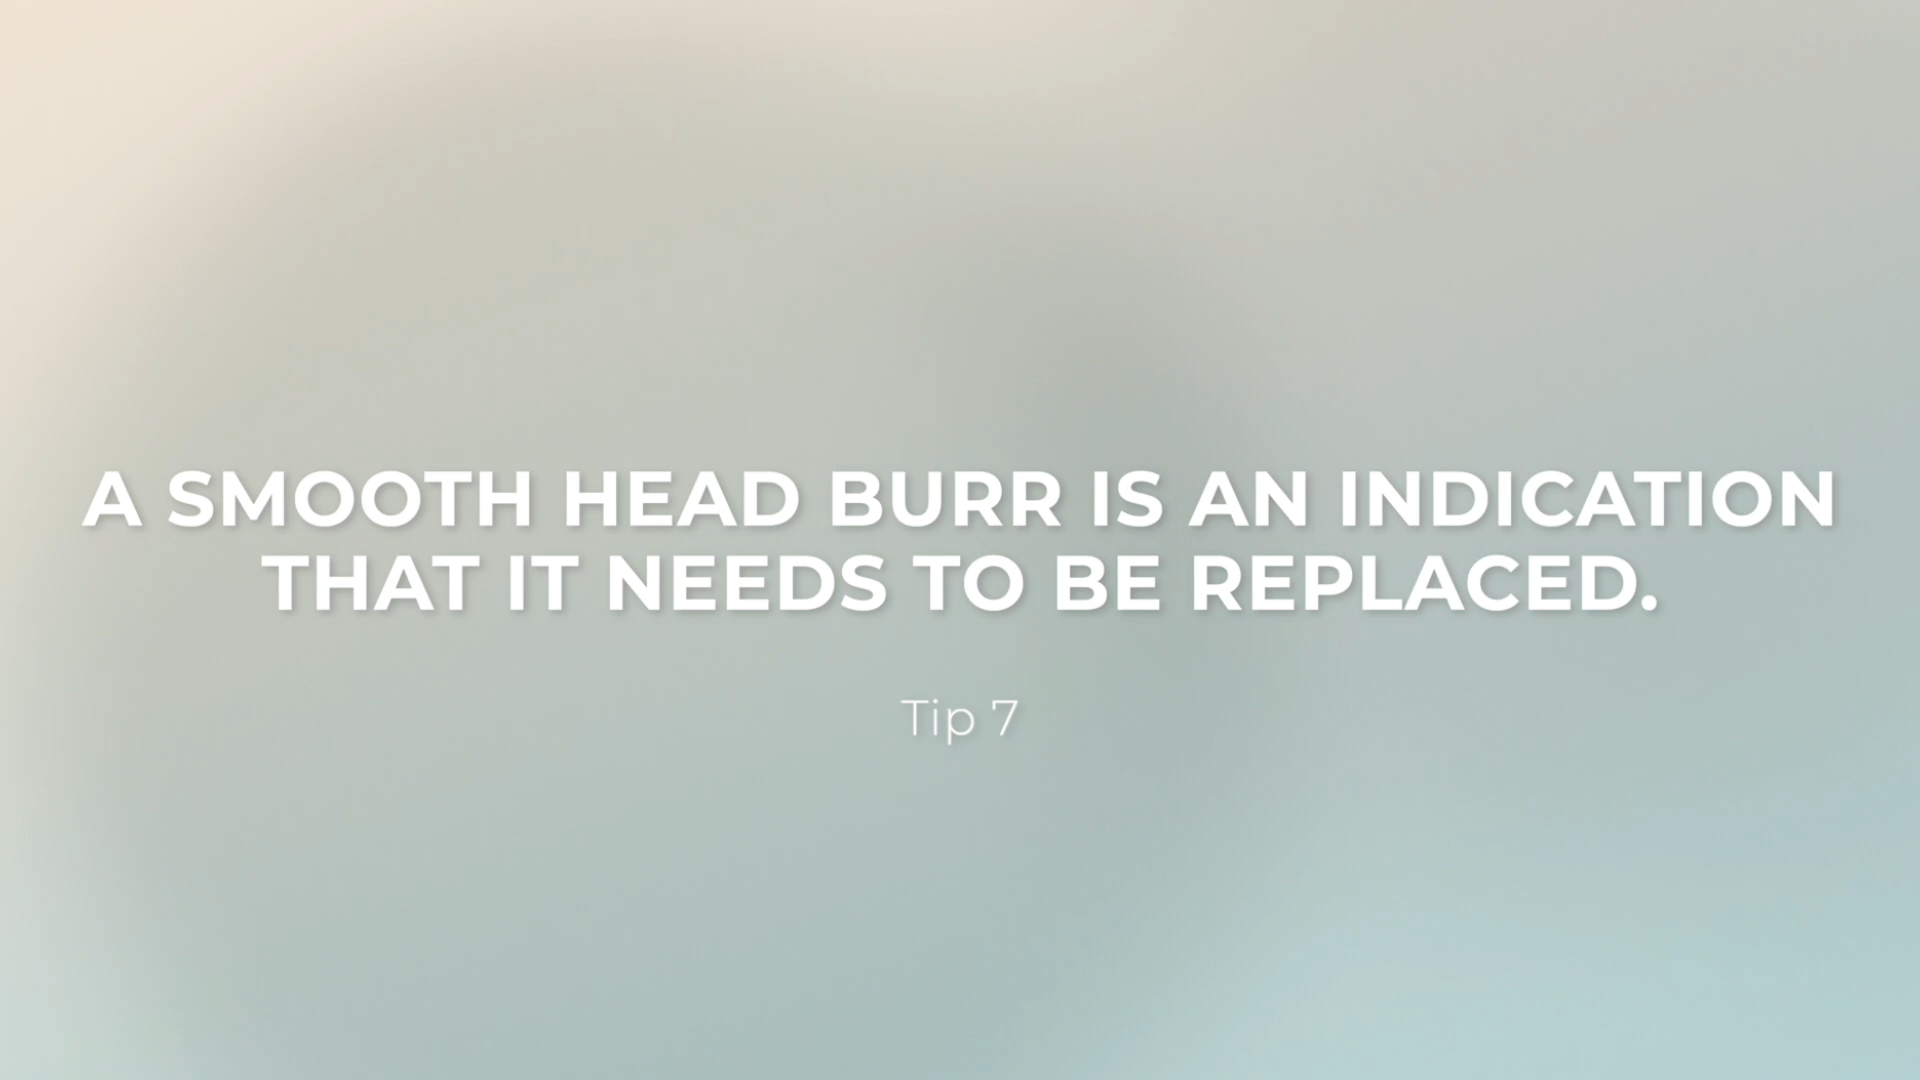 A SMOOTH HEAD BURR IS AN INDICATION
THAT IT NEEDS TO BE REPLACED.
Tip 7